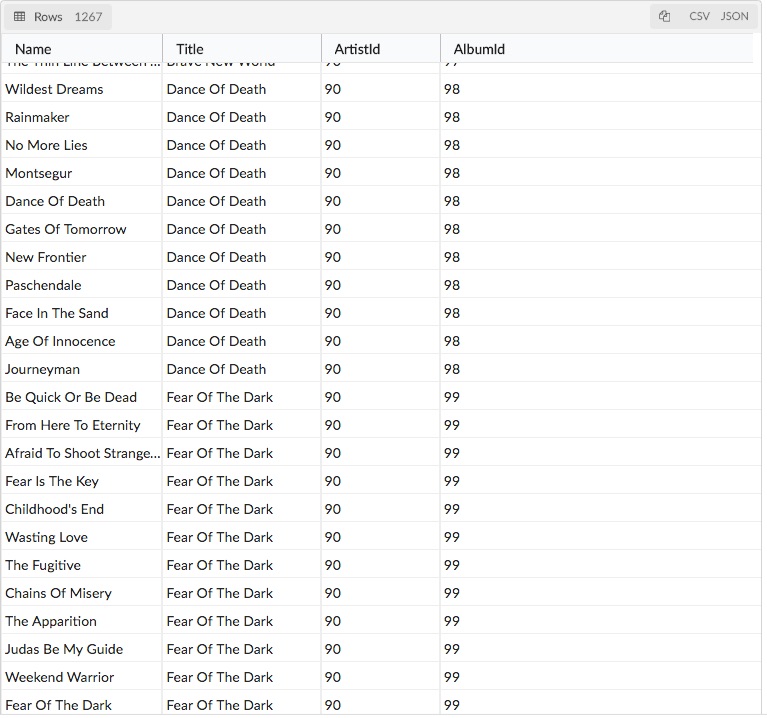 Rows 1267 CSV JSON
Name Title ArtistId AlbumId
The Thin Line Between ... Brave New World 90 97
Wildest Dreams Dance Of Death 90 98
Rainmaker Dance Of Death 90 98
No More Lies Dance Of Death 90 98
Montsegur Dance Of Death 90 98
Dance Of Death Dance Of Death 90 98
Gates Of Tomorrow Dance Of Death 90 98
New Frontier Dance Of Death 90 98
Paschendale Dance Of Death 90 98
Face In The Sand Dance Of Death 90 98
Age Of Innocence Dance Of Death 90 98
Journeyman Dance Of Death 90 98
Be Quick Or Be Dead Fear Of The Dark 90 99
From Here To Eternity Fear Of The Dark 90 99
Afraid To Shoot Strange... Fear Of The Dark 90 99
Fear Is The Key Fear Of The Dark 90 99
Childhood's End Fear Of The Dark 90 99
Wasting Love Fear Of The Dark 90 99
The Fugitive Fear Of The Dark 90 99
Chains Of Misery Fear Of The Dark 90 99
The Apparition Fear Of The Dark 90 99
Judas Be My Guide Fear Of The Dark 90 99
Weekend Warrior Fear Of The Dark 90 99
Fear Of The Dark Fear Of The Dark 90 99